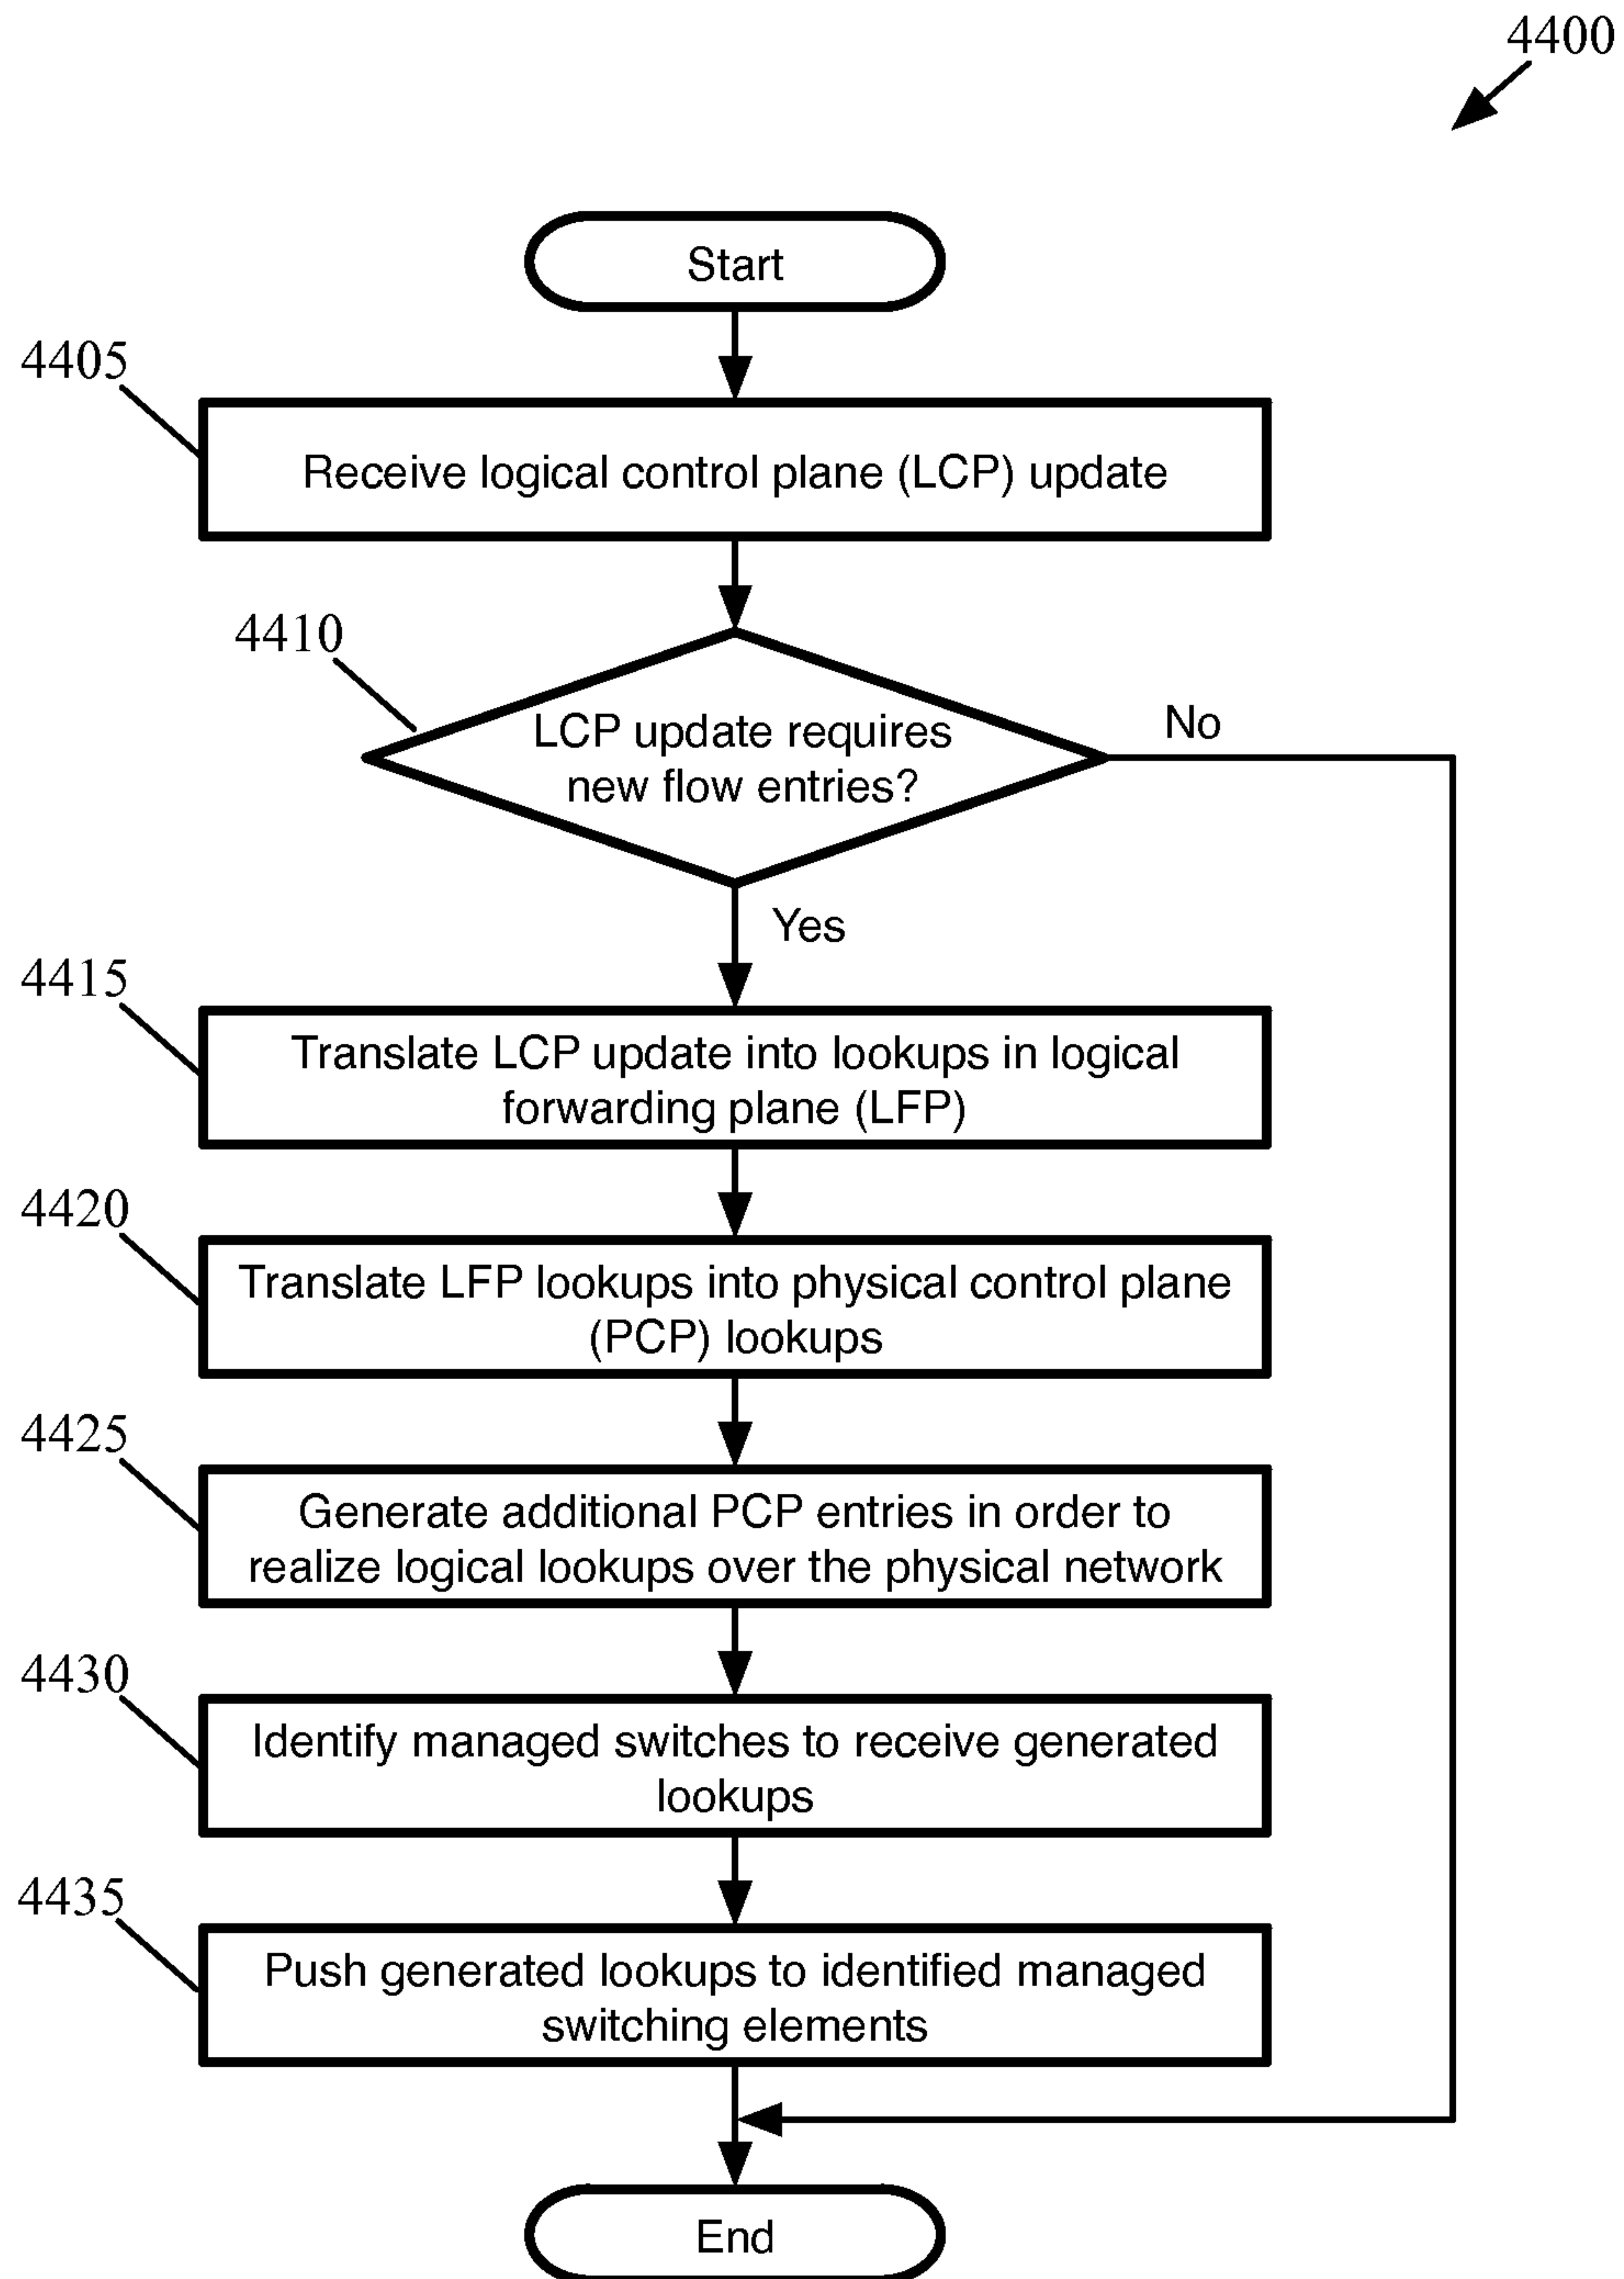 4400
Start
4405
Receive logical control plane (LCP) update
4410
LCP update requires
new flow entries?
No
Yes
4415
Translate LCP update into lookups in logical
forwarding plane (LFP)
4420
Translate LFP lookups into physical control plane
(PCP) lookups
4425
Generate additional PCP entries in order to
realize logical lookups over the physical network
4430
Identify managed switches to receive generated
lookups
4435
Push generated lookups to identified managed
switching elements
End